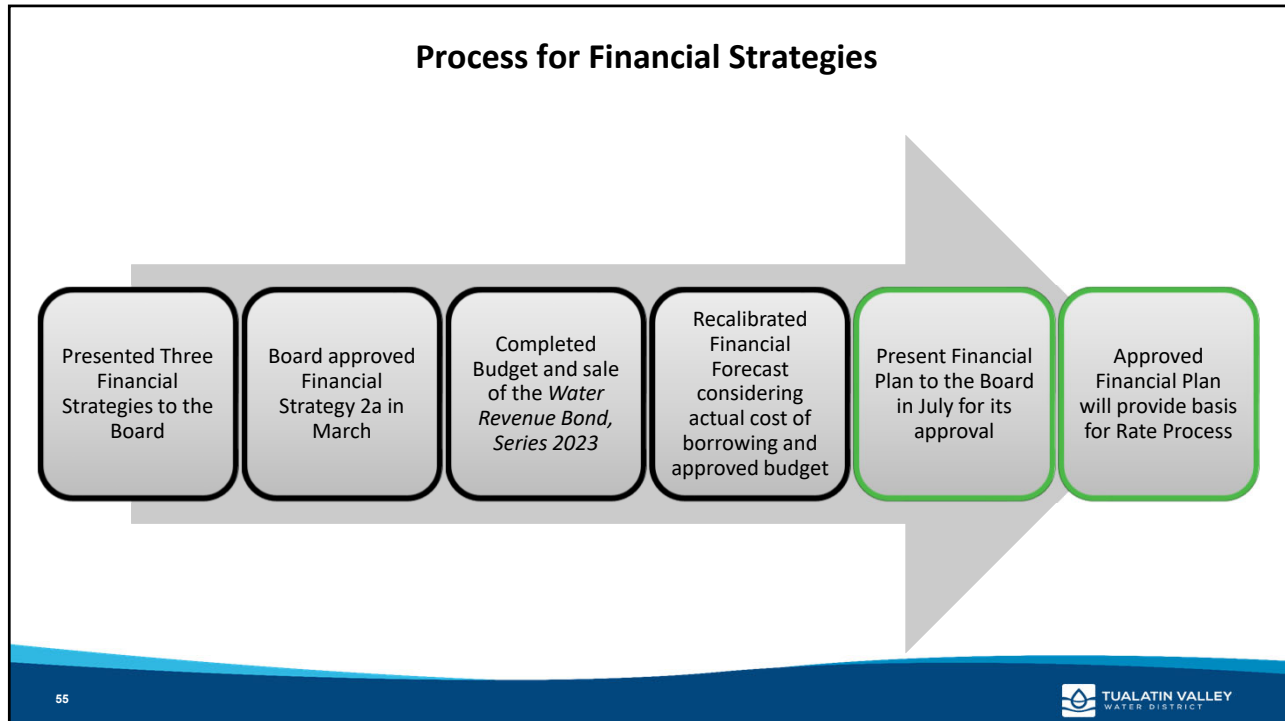 Process for Financial Strategies
Presented Three
Financial
Strategies to the
Board
Board approved
Financial
Strategy 2a in
March
Completed
Budget and sale
of the Water
Revenue Bond,
Series 2023
Recalibrated
Financial
Forecast
considering
actual cost of
borrowing and
approved budget
Present Financial
Plan to the Board
in July for its
approval
Approved
Financial Plan
will provide basis
for Rate Process
55
TUALATIN VALLEY
WATER DISTRICT